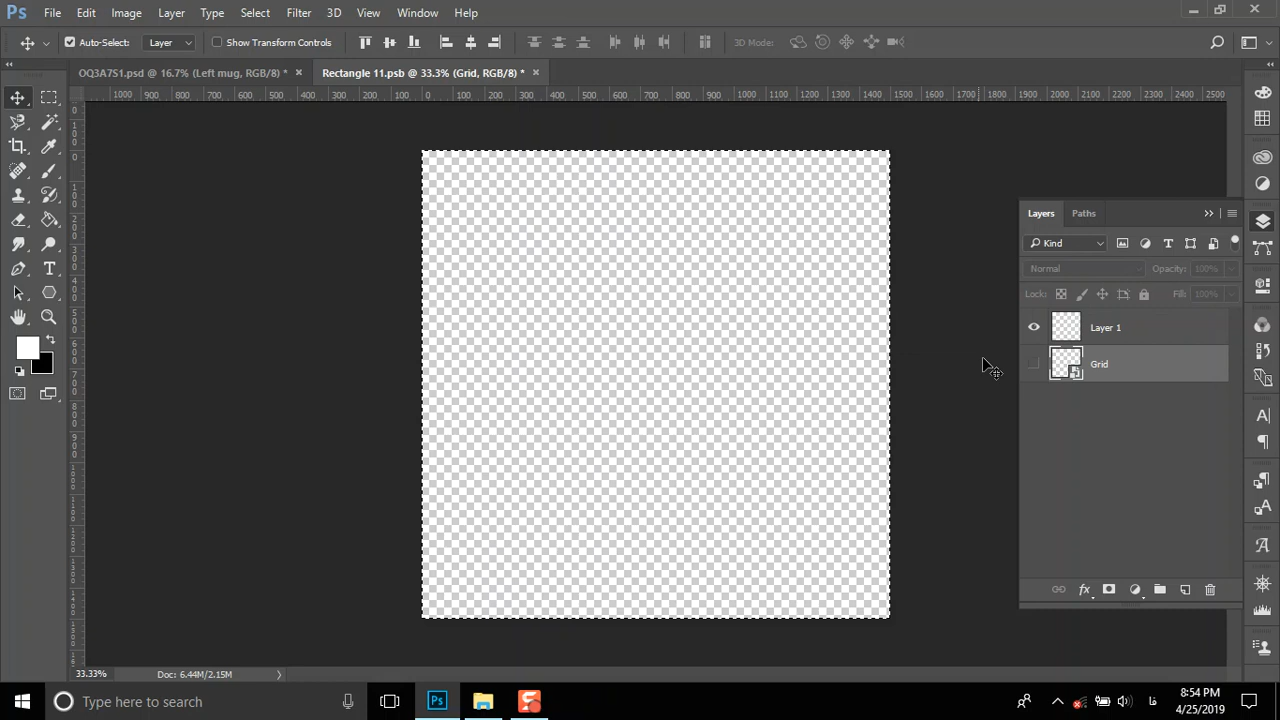 Ps File Edit Image Layer Type Select Filter 3D View Window Help
Auto-Select: Layer Show Transform Controls 3D Mode:
OQ3A7S1.psd @ 16.7% (Left mug, RGB/8) * × Rectangle 11.psb @ 33.3% (Grid, RGB/8) * ×
1000 900 800 700 600 500 400 300 200 100 0 100 200 300 400 500 600 700 800 900 1000 1100 1200 1300 1400 1500 1600 1700 1800 1900 2000 2100 2200 2300 2400 2500
Layers Paths
Kind
Normal Opacity: 100%
Lock: Fill: 100%
Layer 1
Grid
33.33% Doc: 6.44M/2.15M
Type here to search
Ps
فا
8:54 PM
4/25/2019